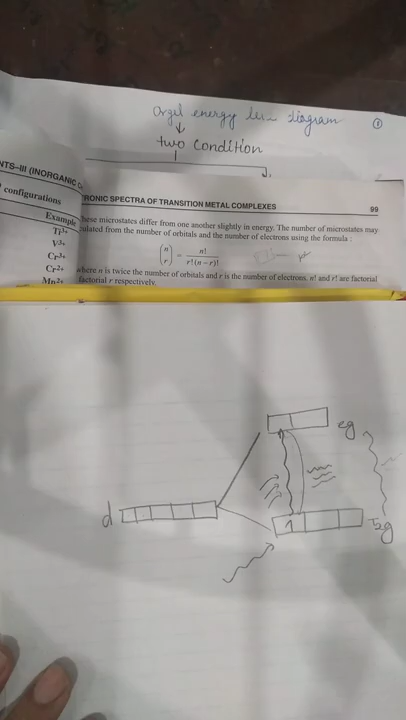 orgel energy diagram
①
two condition
NTS–III (INORGANIC
configurations
Example
Ti³⁺
V³⁺
Cr³⁺
Cr²⁺
Mn²⁺
RONIC SPECTRA OF TRANSITION METAL COMPLEXES
99
hese microstates differ from one another slightly in energy. The number of microstates may
ulated from the number of orbitals and the number of electrons using the formula :
(n r) = n! / r!(n – r)!
where n is twice the number of orbitals and r is the number of electrons. n! and r! are factorial
factorial r respectively.
eg
d
1
t2g